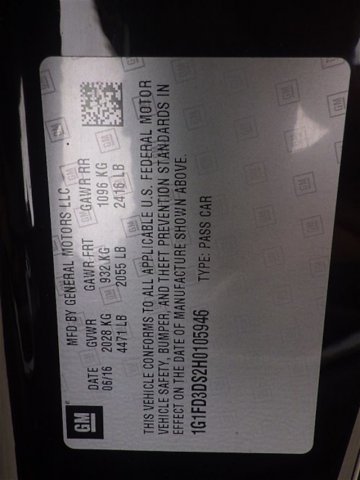 GM
MFD BY GENERAL MOTORS LLC
DATE GVWR GAWR FRT GAWR RR
06/16 2028 KG 932 KG 1096 KG
4471 LB 2055 LB 2416 LB
THIS VEHICLE CONFORMS TO ALL APPLICABLE U.S. FEDERAL MOTOR
VEHICLE SAFETY, BUMPER, AND THEFT PREVENTION STANDARDS IN
EFFECT ON THE DATE OF MANUFACTURE SHOWN ABOVE.
1G1FD3DS2H0105946 TYPE: PASS CAR